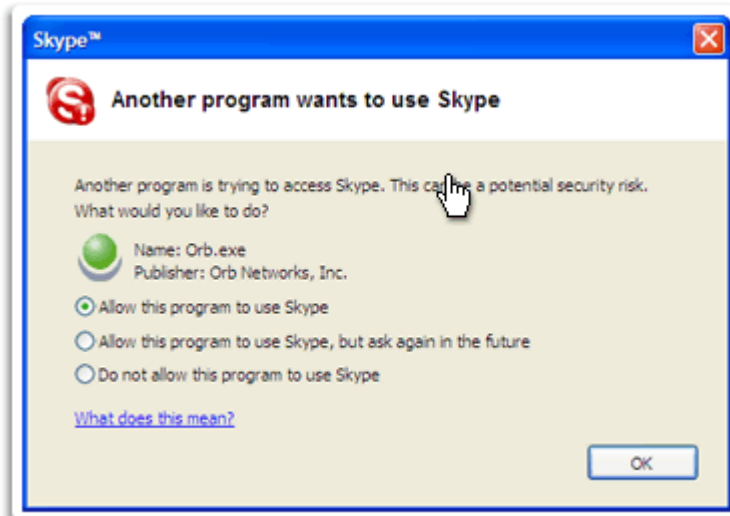 Skype™
Another program wants to use Skype
Another program is trying to access Skype. This can be a potential security risk.
What would you like to do?
Name: Orb.exe
Publisher: Orb Networks, Inc.
Allow this program to use Skype
Allow this program to use Skype, but ask again in the future
Do not allow this program to use Skype
What does this mean?
OK